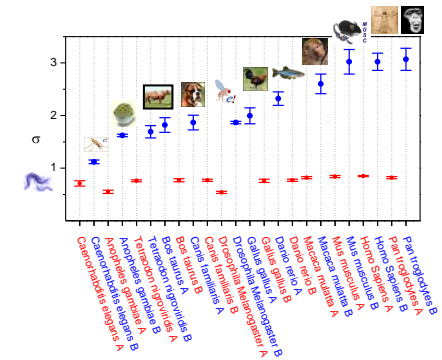 3
2
1
σ
e!
e!
M
O
S
C
Caenorhabditis elegans A
Caenorhabditis elegans B
Anopheles gambiae A
Anopheles gambiae B
Tetraodon nigroviridis A
Tetraodon nigroviridis B
Bos taurus A
Bos taurus B
Canis familiaris A
Canis familiaris B
Drosophila Melanogaster A
Drosophila Melanogaster B
Gallus gallus A
Gallus gallus B
Danio rerio A
Danio rerio B
Macaca mulatta A
Macaca mulatta B
Mus musculus A
Mus musculus B
Homo Sapiens A
Homo Sapiens B
Pan troglodytes A
Pan troglodytes B